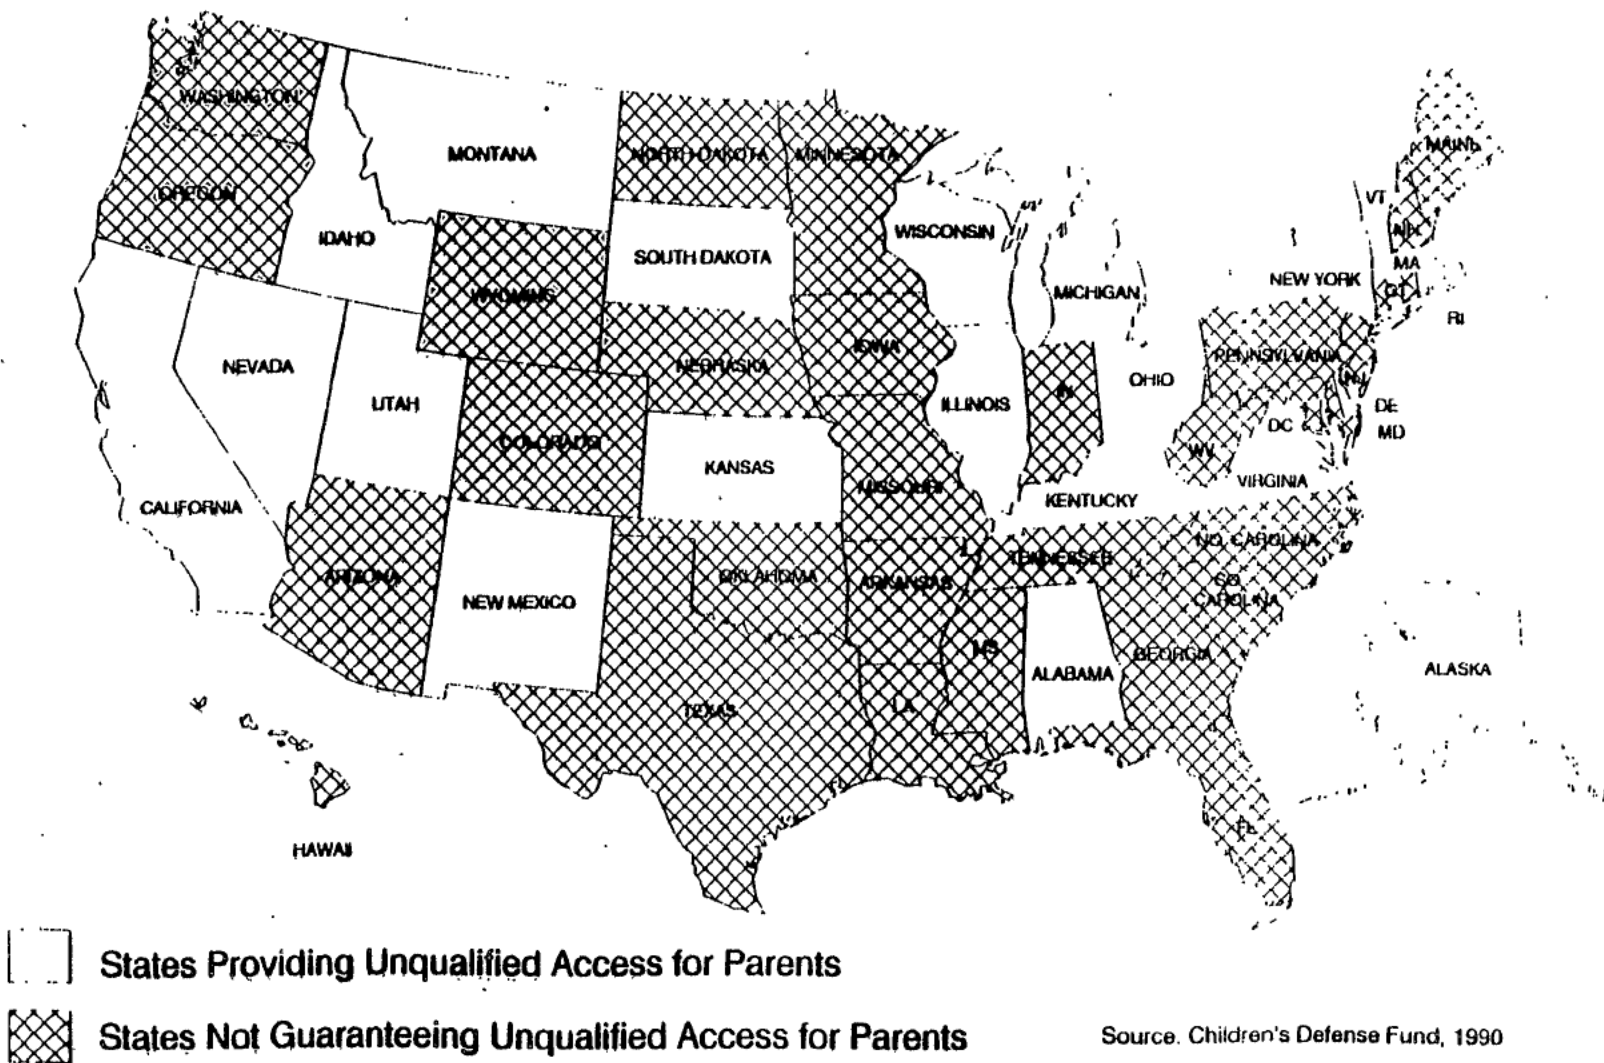 WASHINGTON
MONTANA
NORTH DAKOTA
MINNESOTA
MAINE
OREGON
VT
IDAHO
WISCONSIN
NH
SOUTH DAKOTA
MA
NEW YORK
MICHIGAN
WYOMING
CT
RI
IOWA
PENNSYLVANIA
NEVADA
NEBRASKA
OHIO
NJ
UTAH
ILLINOIS
IN
DE
DC
MD
COLORADO
WV
KANSAS
VIRGINIA
MISSOURI
KENTUCKY
CALIFORNIA
NO. CAROLINA
TENNESSEE
ARIZONA
OKLAHOMA
ARKANSAS
SO.
CAROLINA
NEW MEXICO
MS
GEORGIA
ALABAMA
ALASKA
LA
TEXAS
FL
HAWAII
States Providing Unqualified Access for Parents
States Not Guaranteeing Unqualified Access for Parents
Source. Children's Defense Fund, 1990